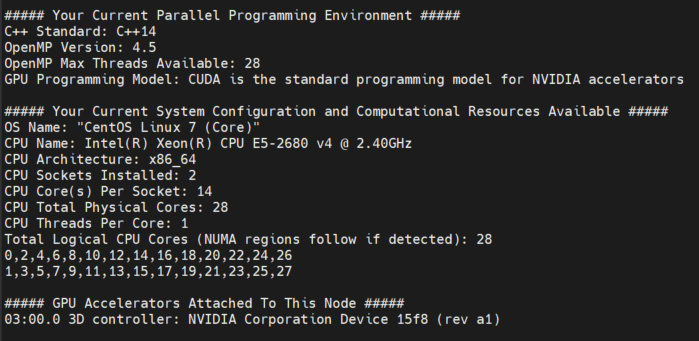 ##### Your Current Parallel Programming Environment #####
C++ Standard: C++14
OpenMP Version: 4.5
OpenMP Max Threads Available: 28
GPU Programming Model: CUDA is the standard programming model for NVIDIA accelerators
##### Your Current System Configuration and Computational Resources Available #####
OS Name: "CentOS Linux 7 (Core)"
CPU Name: Intel(R) Xeon(R) CPU E5-2680 v4 @ 2.40GHz
CPU Architecture: x86_64
CPU Sockets Installed: 2
CPU Core(s) Per Socket: 14
CPU Total Physical Cores: 28
CPU Threads Per Core: 1
Total Logical CPU Cores (NUMA regions follow if detected): 28
0,2,4,6,8,10,12,14,16,18,20,22,24,26
1,3,5,7,9,11,13,15,17,19,21,23,25,27
##### GPU Accelerators Attached To This Node #####
03:00.0 3D controller: NVIDIA Corporation Device 15f8 (rev a1)